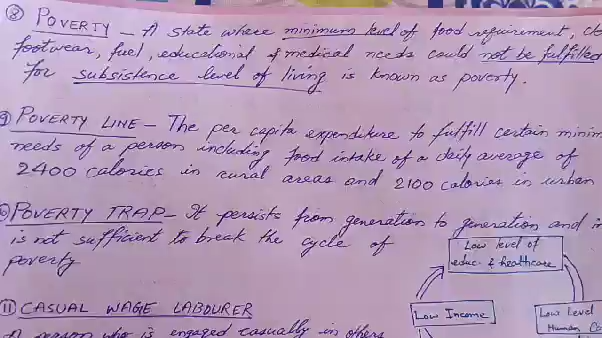 ⑧ POVERTY – A state where minimum level of food requirement, clo
footwear, fuel, educational & medical needs could not be fulfilled
for subsistence level of living is known as poverty.
⑨ POVERTY LINE – The per capita expenditure to fulfill certain minim
needs of a person including food intake of a daily average of
2400 calories in rural areas and 2100 calories in urban
POVERTY TRAP – It persists from generation to generation and in
is not sufficient to break the cycle of
poverty
Low level of
educ. & healthcare
Low Income
Low Level
Human Ca
⑪ CASUAL WAGE LABOURER
A person who is engaged casually in others